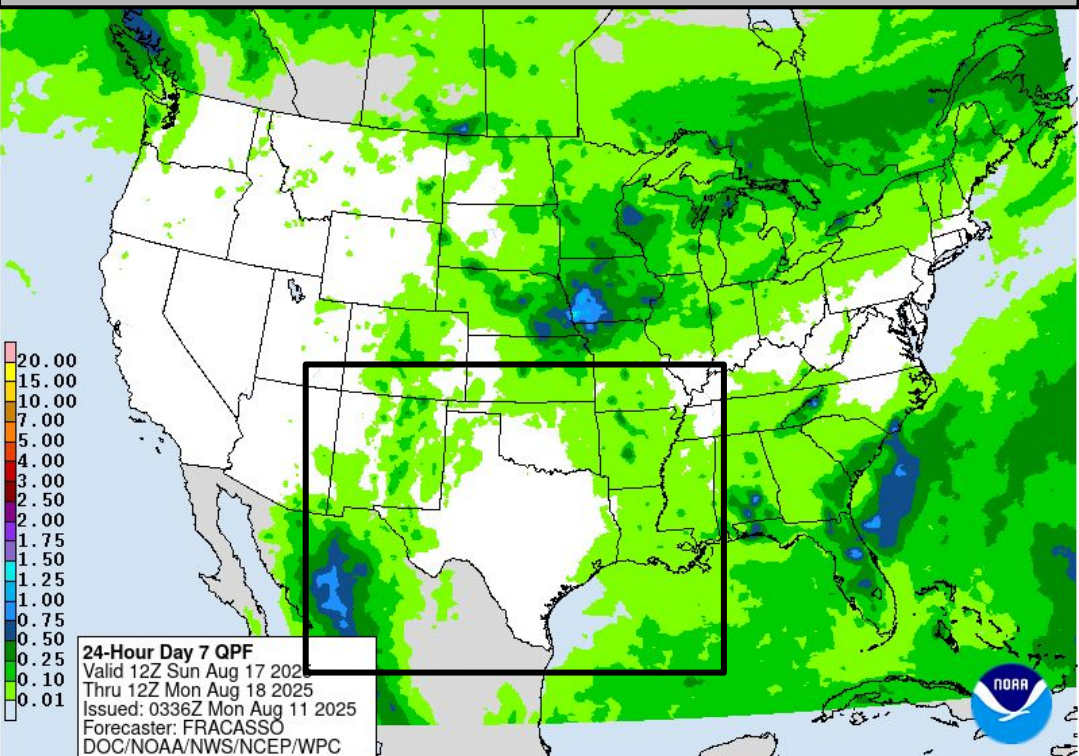 20.00
15.00
10.00
7.00
5.00
4.00
3.00
2.50
2.00
1.75
1.50
1.25
1.00
0.75
0.50
0.25
0.10
0.01
24-Hour Day 7 QPF
Valid 12Z Sun Aug 17 2025
Thru 12Z Mon Aug 18 2025
Issued: 0336Z Mon Aug 11 2025
Forecaster: FRACASSO
DOC/NOAA/NWS/NCEP/WPC
NOAA